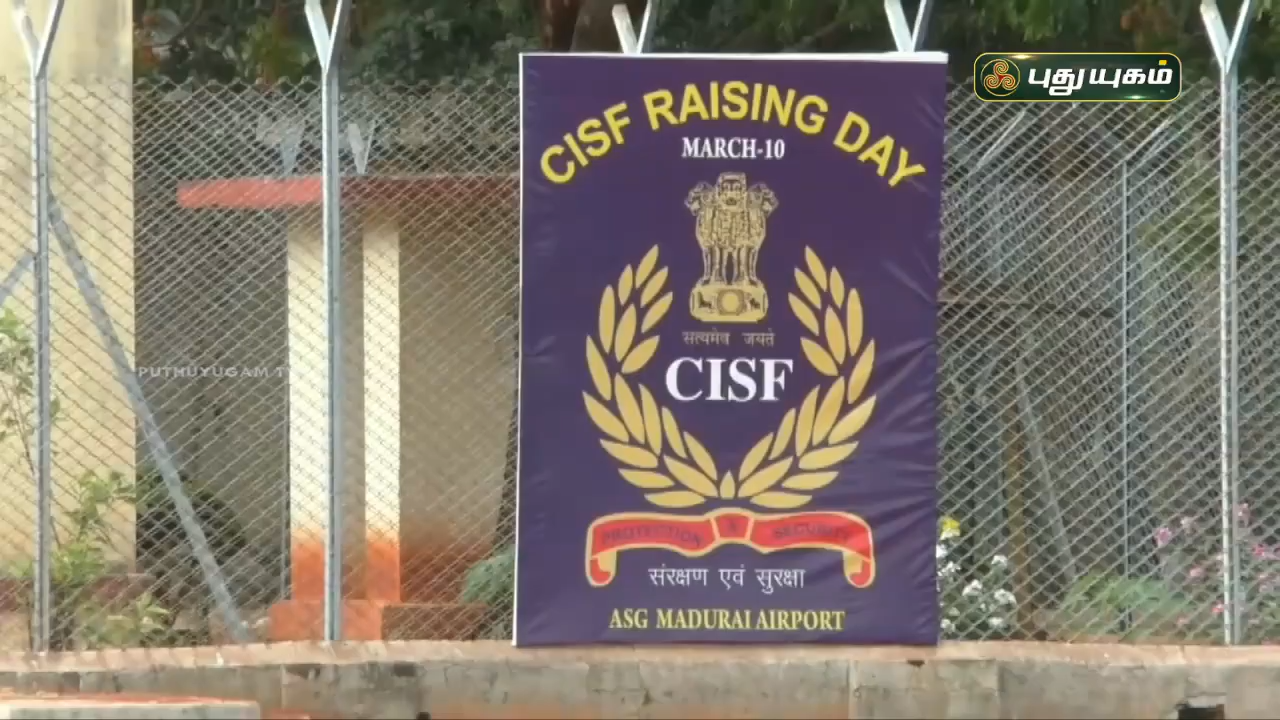 புதுயுகம்
CISF RAISING DAY
MARCH-10
सत्यमेव जयते
CISF
PUTHUYUGAM T
PROTECTION & SECURITY
संरक्षण एवं सुरक्षा
ASG MADURAI AIRPORT